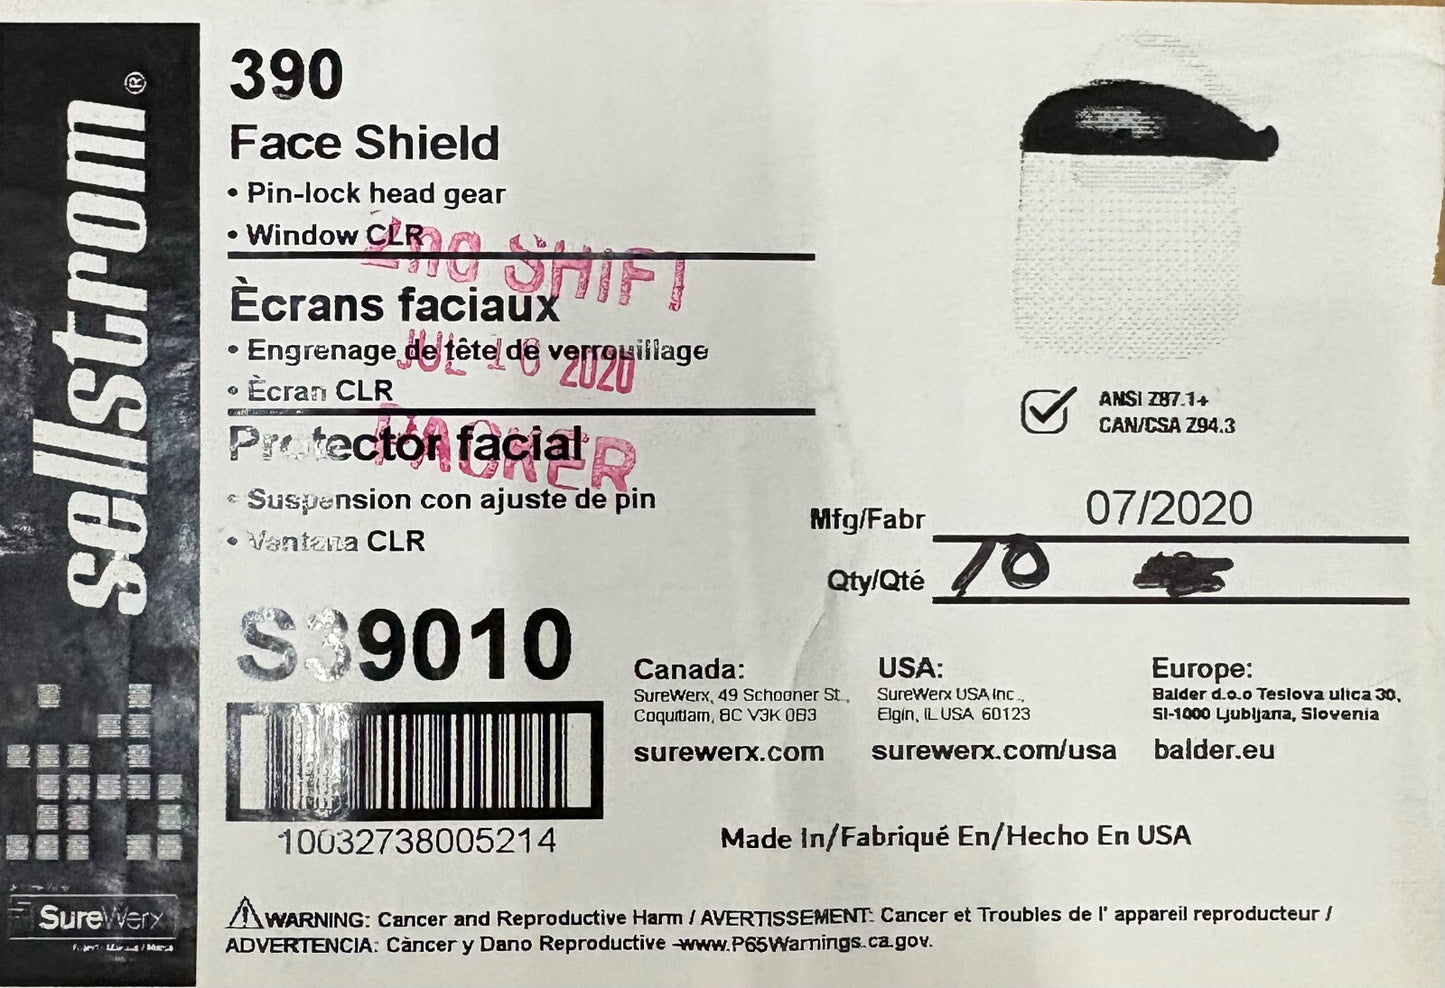 sellstrom®
390
Face Shield
• Pin-lock head gear
• Window CLR
2nd SHIFT
Ècrans faciaux
• Engrenage de tête de verrouillage
JUL 16 2020
• Ècran CLR
Protector facial
PACKER
• Suspension con ajuste de pin
• Ventana CLR
ANSI Z87.1+
CAN/CSA Z94.3
Mfg/Fabr 07/2020
Qty/Qté 10
S39010
10032738005214
Canada:
SureWerx, 49 Schooner St.,
Coquitlam, BC V3K 0B3
surewerx.com
USA:
SureWerx USA Inc.,
Elgin, IL USA 60123
surewerx.com/usa
Europe:
Balder d.o.o Teslova ulica 30,
SI-1000 Ljubljana, Slovenia
balder.eu
Made In/Fabriqué En/Hecho En USA
SureWerx
WARNING: Cancer and Reproductive Harm / AVERTISSEMENT: Cancer et Troubles de l' appareil reproducteur /
ADVERTENCIA: Càncer y Dano Reproductive -www.P65Warnings.ca.gov.